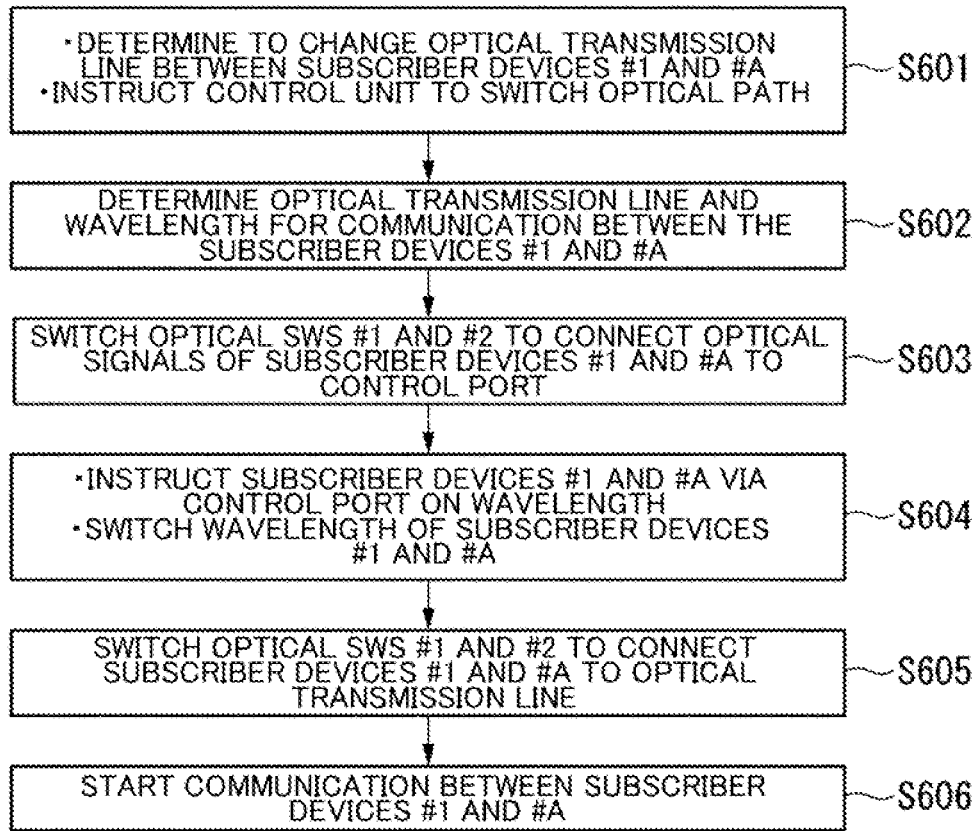 ・DETERMINE TO CHANGE OPTICAL TRANSMISSION
LINE BETWEEN SUBSCRIBER DEVICES #1 AND #A
・INSTRUCT CONTROL UNIT TO SWITCH OPTICAL PATH
S601
DETERMINE OPTICAL TRANSMISSION LINE AND
WAVELENGTH FOR COMMUNICATION BETWEEN THE
SUBSCRIBER DEVICES #1 AND #A
S602
SWITCH OPTICAL SWS #1 AND #2 TO CONNECT OPTICAL
SIGNALS OF SUBSCRIBER DEVICES #1 AND #A TO
CONTROL PORT
S603
・INSTRUCT SUBSCRIBER DEVICES #1 AND #A VIA
CONTROL PORT ON WAVELENGTH
・SWITCH WAVELENGTH OF SUBSCRIBER DEVICES
#1 AND #A
S604
SWITCH OPTICAL SWS #1 AND #2 TO CONNECT
SUBSCRIBER DEVICES #1 AND #A TO OPTICAL
TRANSMISSION LINE
S605
START COMMUNICATION BETWEEN SUBSCRIBER
DEVICES #1 AND #A
S606